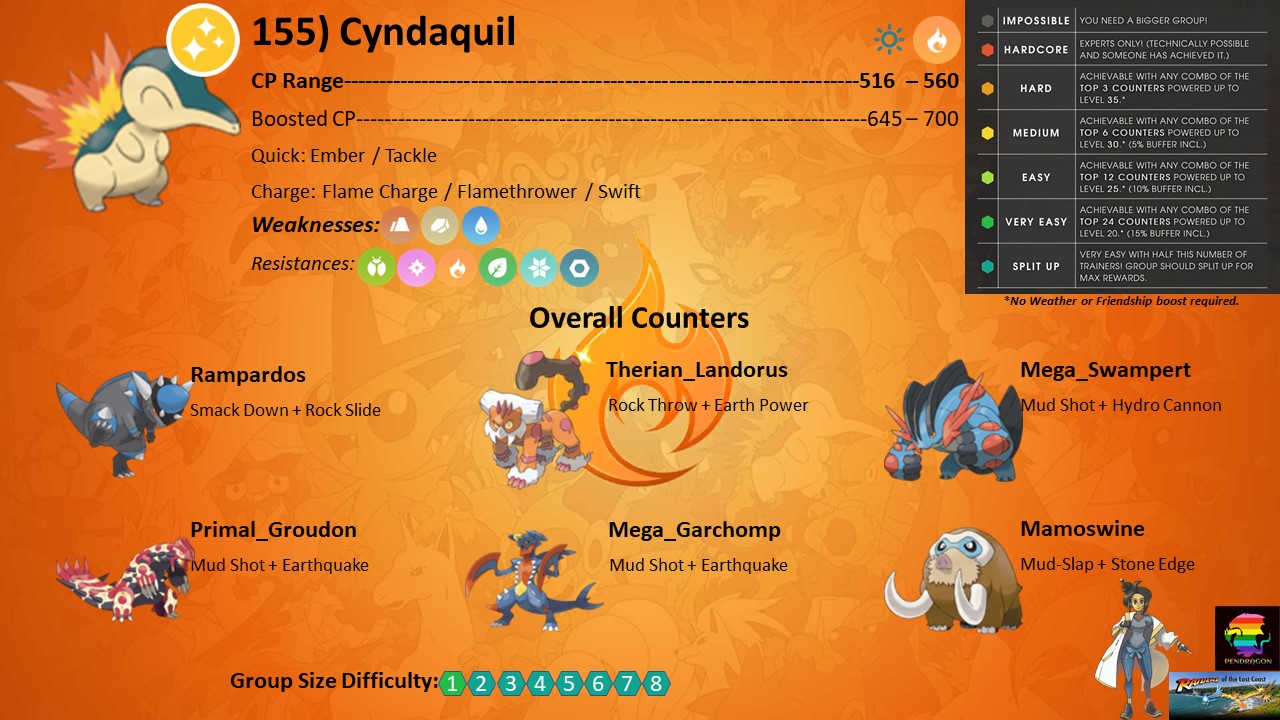 155) Cyndaquil
CP Range--------------------------------------------------------------------------516 – 560
Boosted CP-------------------------------------------------------------------------645 – 700
Quick: Ember / Tackle
Charge: Flame Charge / Flamethrower / Swift
Weaknesses:
Resistances:
IMPOSSIBLE YOU NEED A BIGGER GROUP!
HARDCORE EXPERTS ONLY! (TECHNICALLY POSSIBLE
AND SOMEONE HAS ACHIEVED IT.)
HARD ACHIEVABLE WITH ANY COMBO OF THE
TOP 3 COUNTERS POWERED UP TO
LEVEL 35.*
MEDIUM ACHIEVABLE WITH ANY COMBO OF THE
TOP 6 COUNTERS POWERED UP TO
LEVEL 30.* (5% BUFFER INCL.)
EASY ACHIEVABLE WITH ANY COMBO OF THE
TOP 12 COUNTERS POWERED UP TO
LEVEL 25.* (10% BUFFER INCL.)
VERY EASY ACHIEVABLE WITH ANY COMBO OF THE
TOP 24 COUNTERS POWERED UP TO
LEVEL 20.* (15% BUFFER INCL.)
SPLIT UP VERY EASY WITH HALF THIS NUMBER OF
TRAINERS! GROUP SHOULD SPLIT UP FOR
MAX REWARDS.
*No Weather or Friendship boost required.
Overall Counters
Rampardos
Smack Down + Rock Slide
Therian_Landorus
Rock Throw + Earth Power
Mega_Swampert
Mud Shot + Hydro Cannon
Primal_Groudon
Mud Shot + Earthquake
Mega_Garchomp
Mud Shot + Earthquake
Mamoswine
Mud-Slap + Stone Edge
Group Size Difficulty: 1 2 3 4 5 6 7 8
PENDRAGON
RAIDERS of the Lost Coast